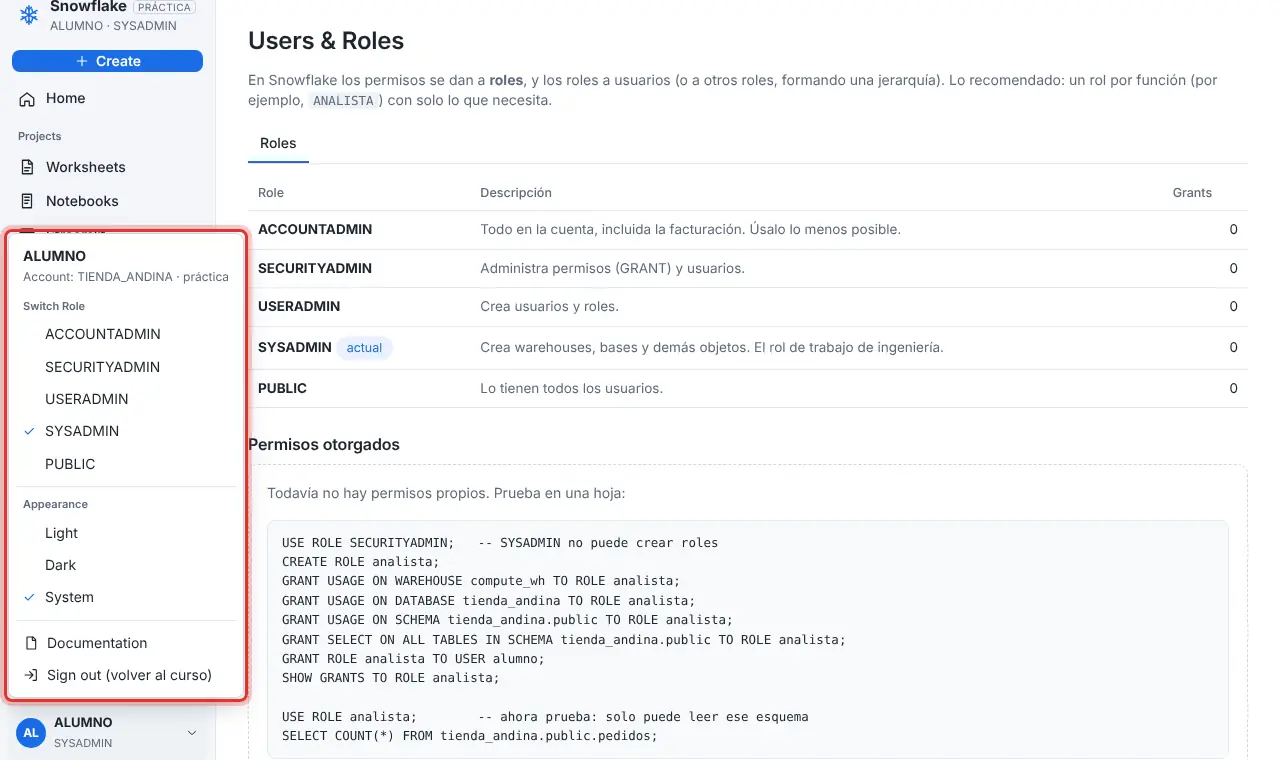 Snowflake PRÁCTICA
ALUMNO · SYSADMIN
+ Create
Home
Projects
Worksheets
Notebooks
ALUMNO
Account: TIENDA_ANDINA · práctica
Switch Role
ACCOUNTADMIN
SECURITYADMIN
USERADMIN
SYSADMIN
PUBLIC
Appearance
Light
Dark
System
Documentation
Sign out (volver al curso)
AL
ALUMNO
SYSADMIN
Users & Roles
En Snowflake los permisos se dan a roles, y los roles a usuarios (o a otros roles, formando una jerarquía). Lo recomendado: un rol por función (por
ejemplo, ANALISTA ) con solo lo que necesita.
Roles
Role Descripción Grants
ACCOUNTADMIN Todo en la cuenta, incluida la facturación. Úsalo lo menos posible. 0
SECURITYADMIN Administra permisos (GRANT) y usuarios. 0
USERADMIN Crea usuarios y roles. 0
SYSADMIN actual Crea warehouses, bases y demás objetos. El rol de trabajo de ingeniería. 0
PUBLIC Lo tienen todos los usuarios. 0
Permisos otorgados
Todavía no hay permisos propios. Prueba en una hoja:
USE ROLE SECURITYADMIN;   -- SYSADMIN no puede crear roles
CREATE ROLE analista;
GRANT USAGE ON WAREHOUSE compute_wh TO ROLE analista;
GRANT USAGE ON DATABASE tienda_andina TO ROLE analista;
GRANT USAGE ON SCHEMA tienda_andina.public TO ROLE analista;
GRANT SELECT ON ALL TABLES IN SCHEMA tienda_andina.public TO ROLE analista;
GRANT ROLE analista TO USER alumno;
SHOW GRANTS TO ROLE analista;
USE ROLE analista;        -- ahora prueba: solo puede leer ese esquema
SELECT COUNT(*) FROM tienda_andina.public.pedidos;